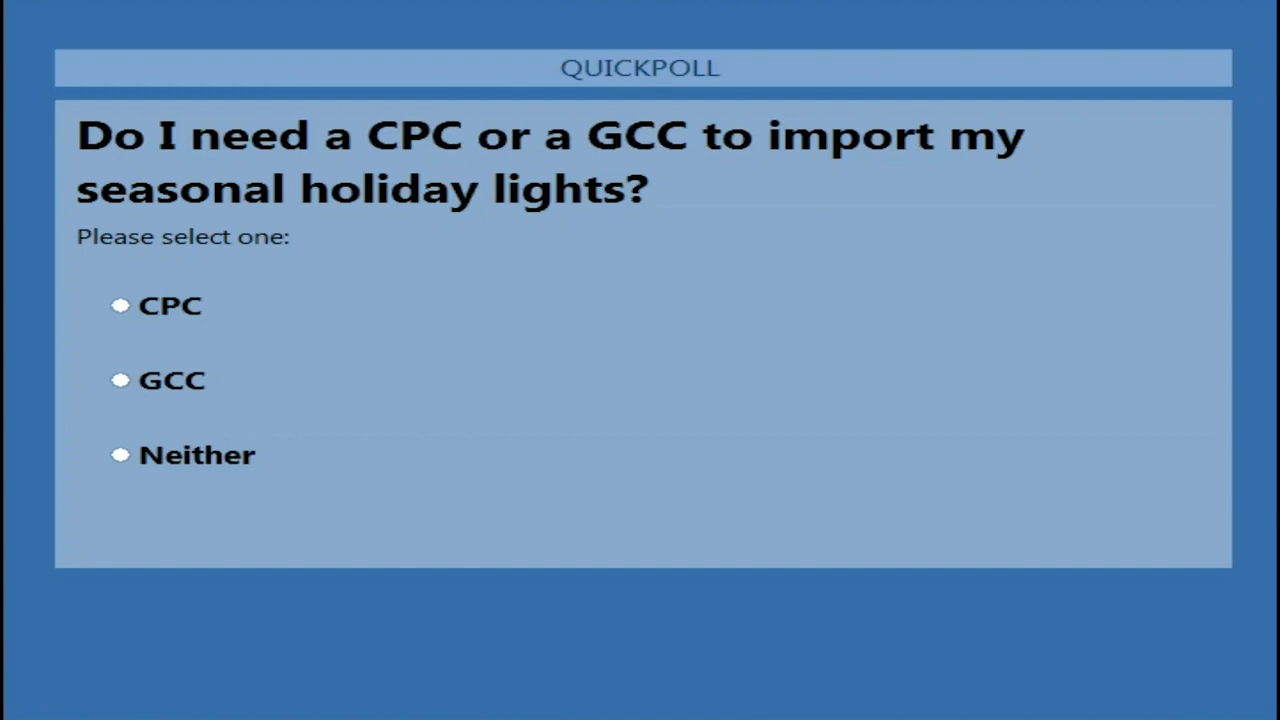 QUICKPOLL
Do I need a CPC or a GCC to import my
seasonal holiday lights?
Please select one:
CPC
GCC
Neither